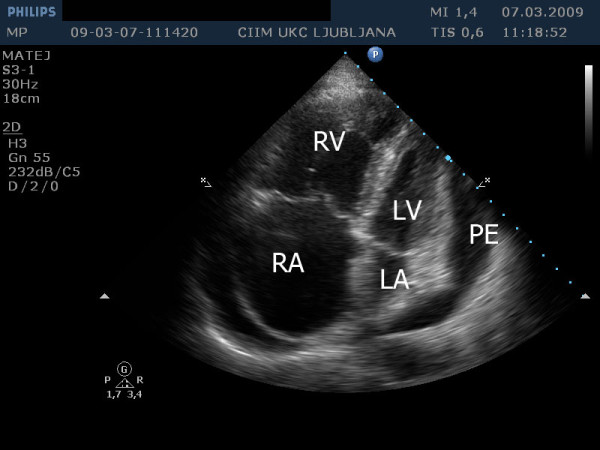 PHILIPS
MI 1,4 07.03.2009
MP 09-03-07-111420 CIIM UKC LJUBLJANA TIS 0,6 11:18:52
MATEJ
S3-1
30Hz
18cm
2D
H3
Gn 55
232dB/C5
D/2/0
P
RV
LV
PE
RA
LA
G
P R
1,7 3,4